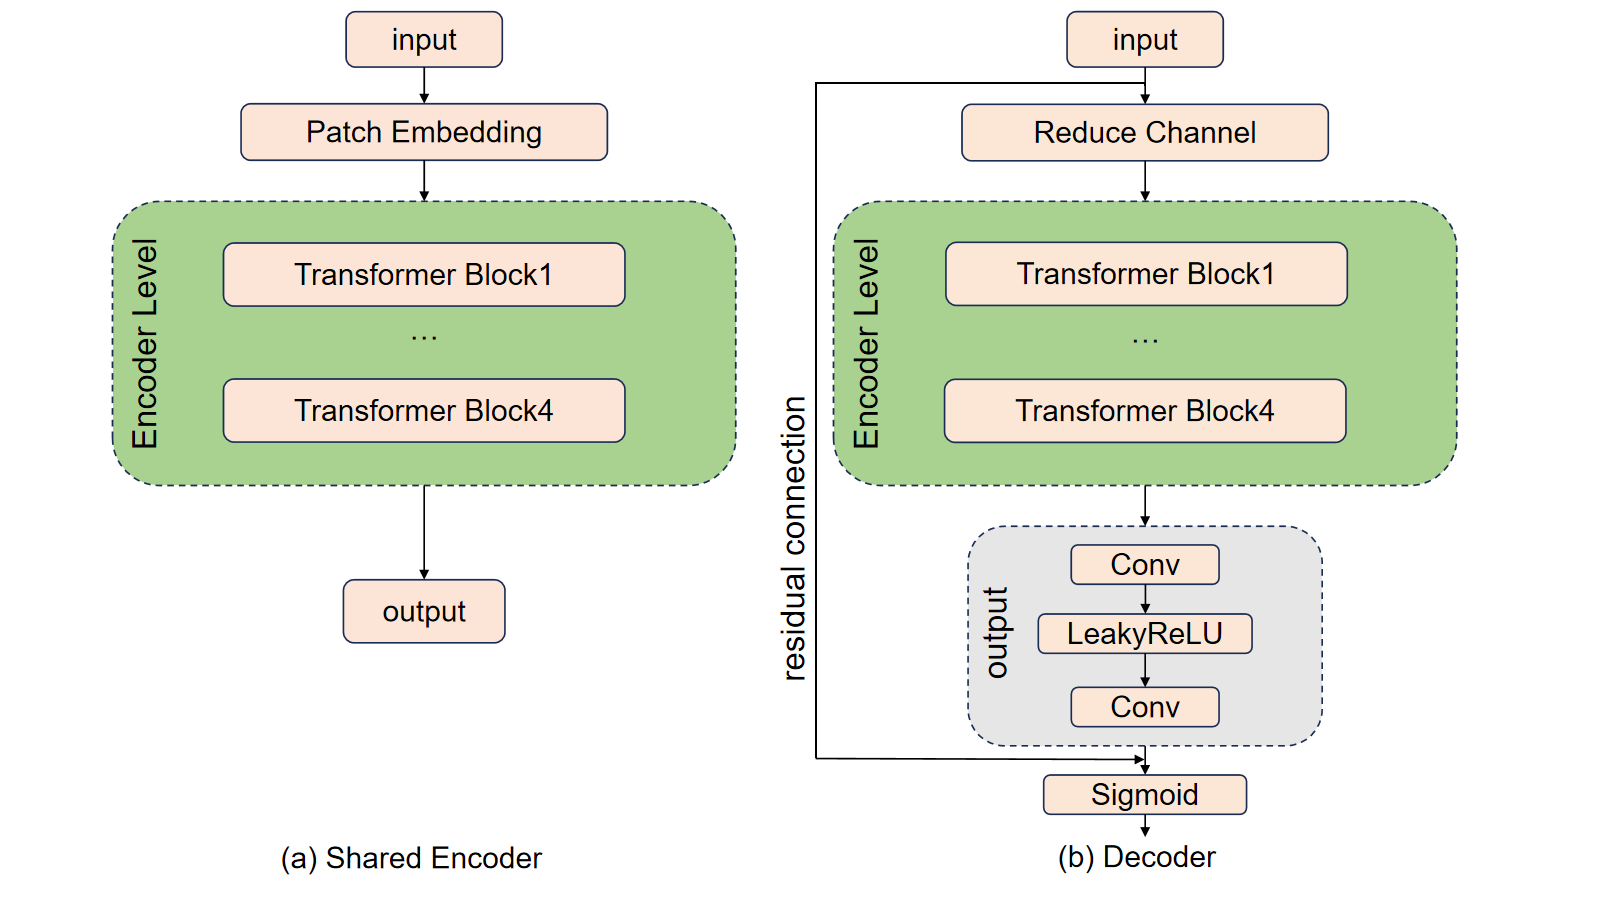 input
Patch Embedding
Encoder Level
Transformer Block1
...
Transformer Block4
output
(a) Shared Encoder
input
Reduce Channel
residual connection
Encoder Level
Transformer Block1
...
Transformer Block4
output
Conv
LeakyReLU
Conv
Sigmoid
(b) Decoder